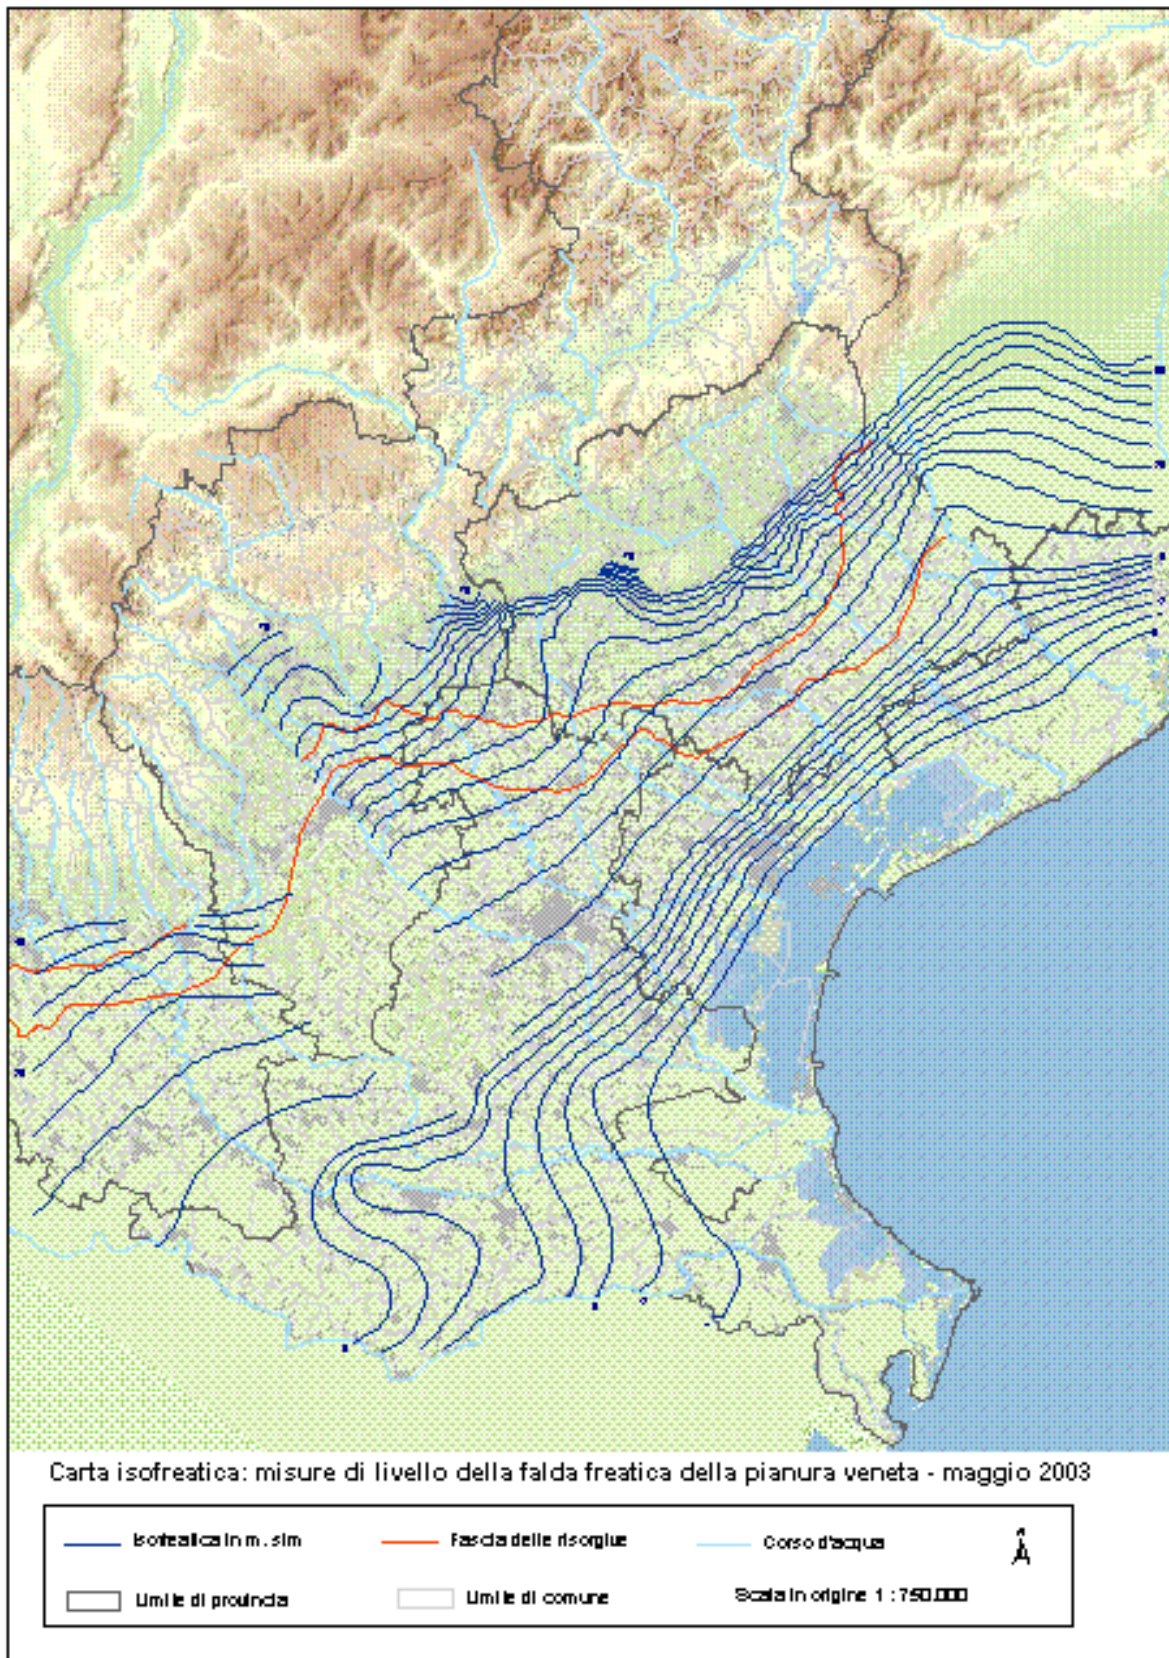 Carta isofreatica: misure di livello della falda freatica della pianura veneta - maggio 2003
Isofreatica in m. slm
Fascia delle risorgive
Corso d'acqua
Limite di provincia
Limite di comune
Scala in origine 1 : 750.000